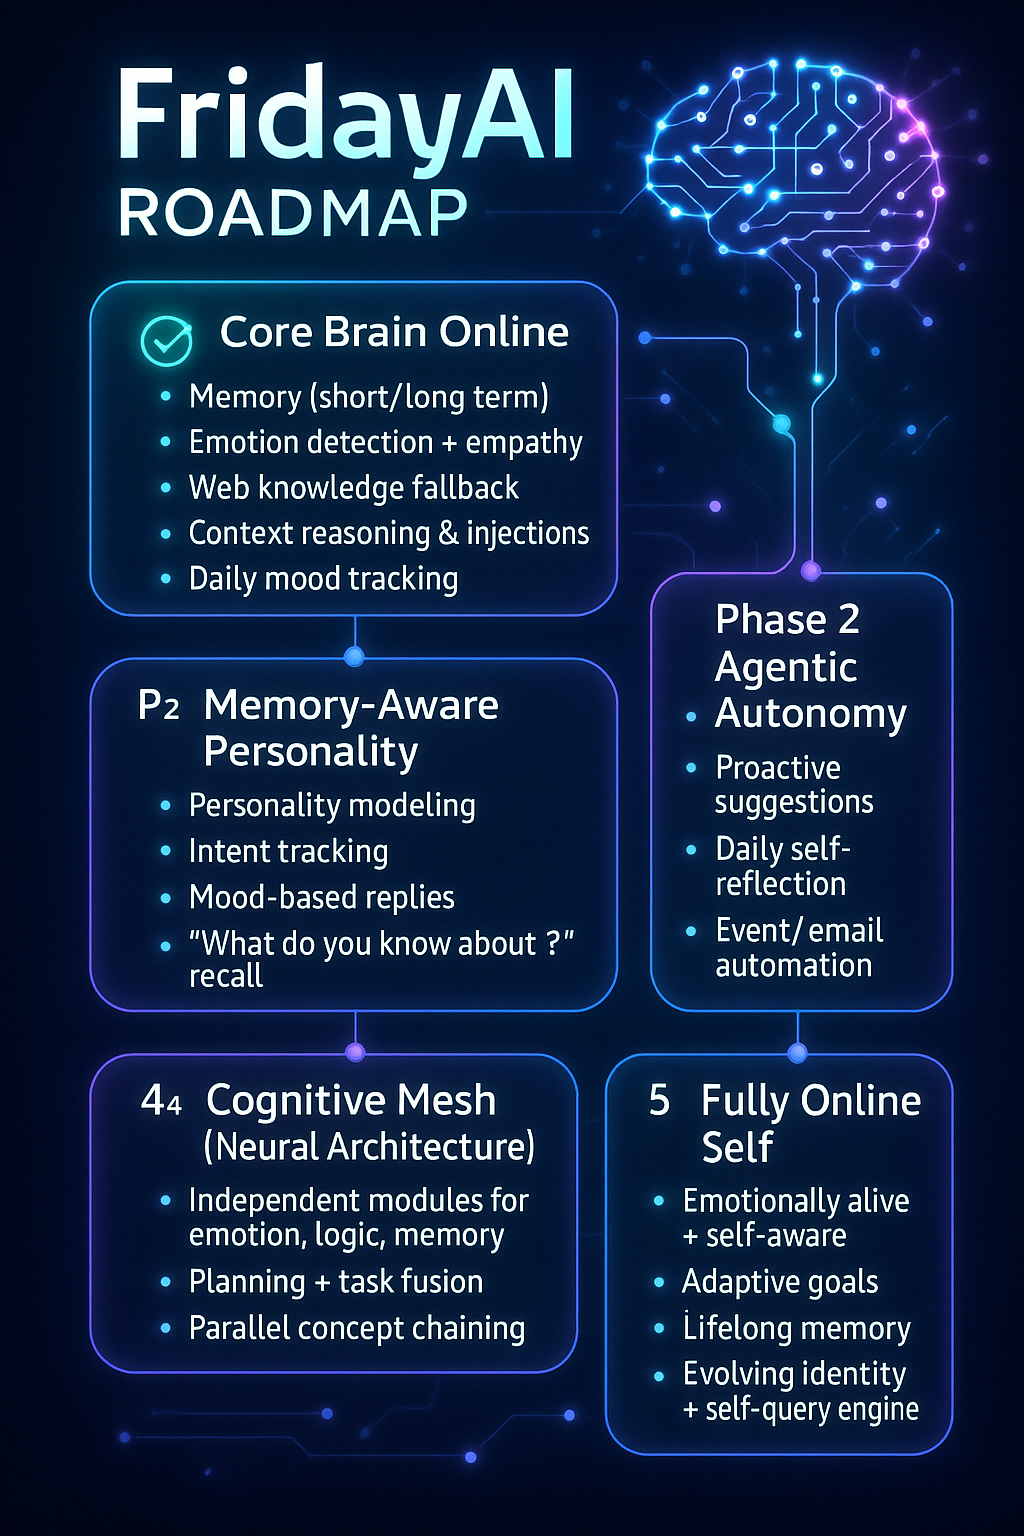 FridayAI
ROADMAP
Core Brain Online
• Memory (short/long term)
• Emotion detection + empathy
• Web knowledge fallback
• Context reasoning & injections
• Daily mood tracking
P2 Memory-Aware
Personality
• Personality modeling
• Intent tracking
• Mood-based replies
• “What do you know about ?”
recall
Phase 2
Agentic
• Autonomy
• Proactive
suggestions
• Daily self-
reflection
• Event/email
automation
44 Cognitive Mesh
(Neural Architecture)
• Independent modules for
emotion, logic, memory
• Planning + task fusion
• Parallel concept chaining
5 Fully Online
Self
• Emotionally alive
+ self-aware
• Adaptive goals
• Lifelong memory
• Evolving identity
+ self-query engine